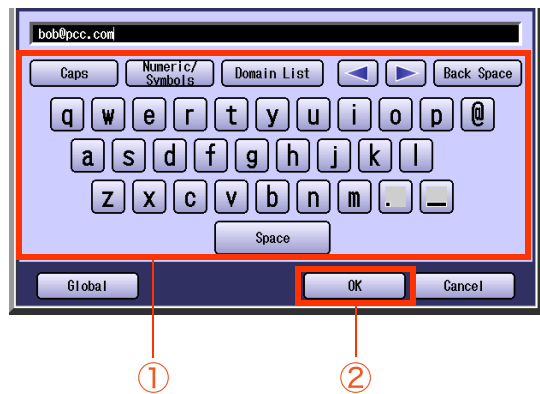 bob@pcc.com
Caps Numeric/ Symbols Domain List Back Space
q w e r t y u i o p @
a s d f g h j k l
z x c v b n m . _
Space
Global OK Cancel
① ②